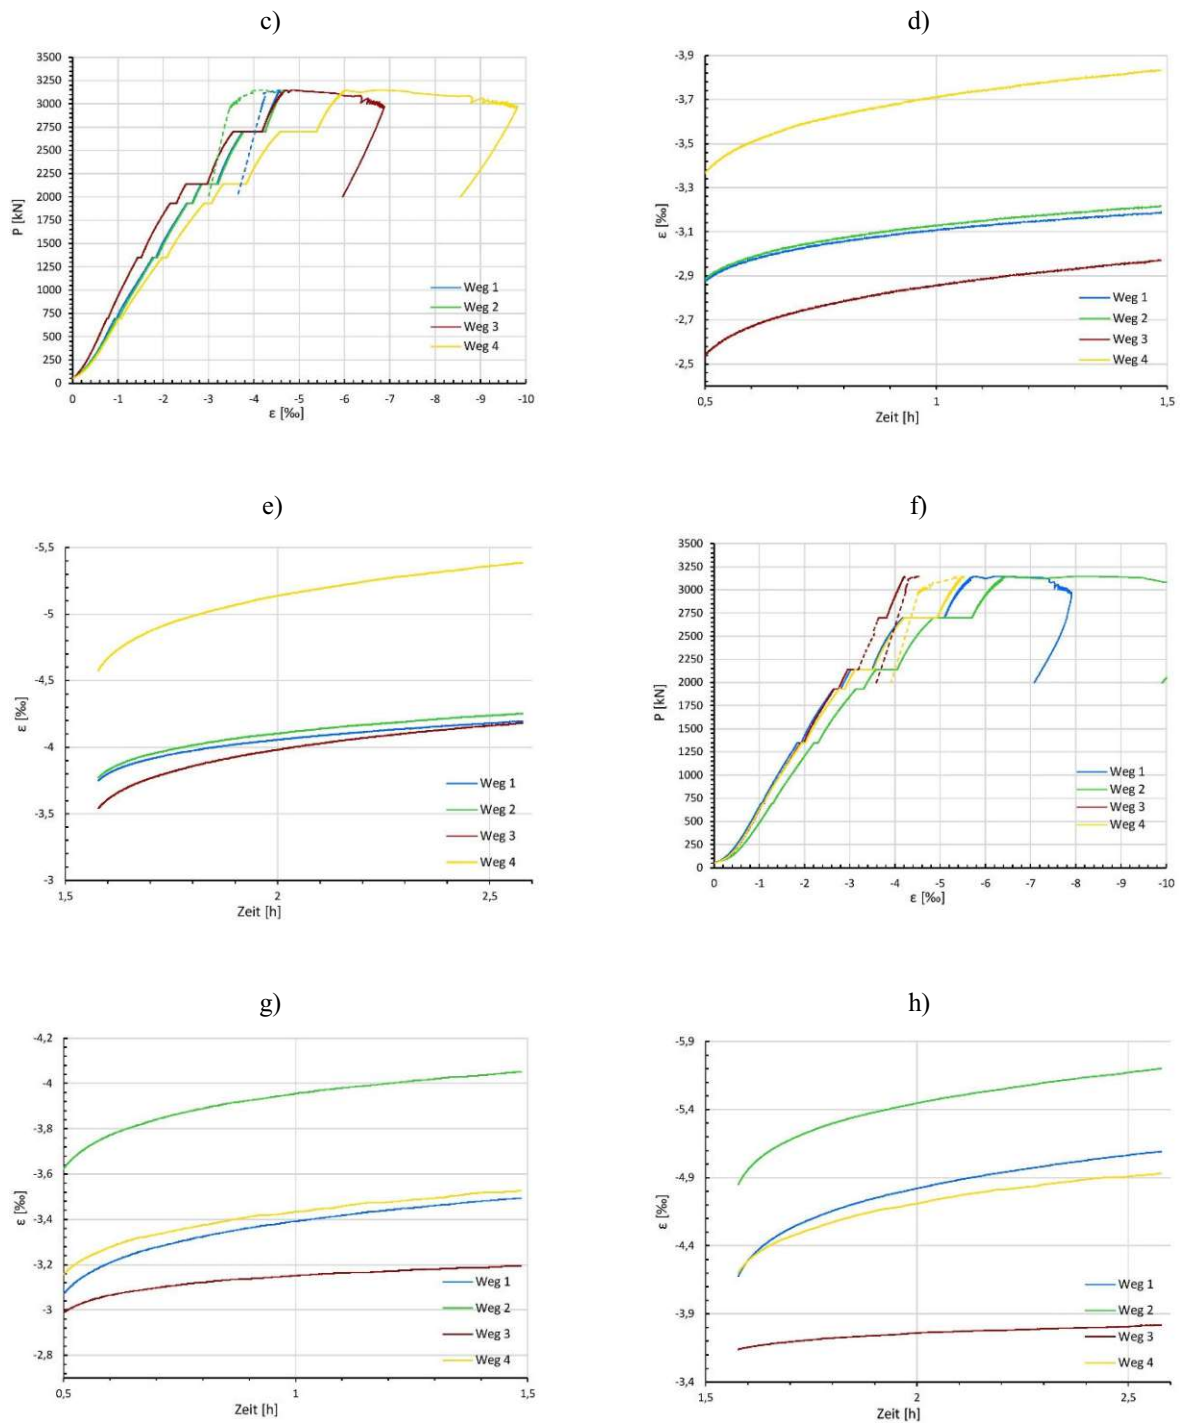 c)
3500
3250
3000
2750
2500
2250
2000
1750
1500
1250
1000
750
500
250
0
P [kN]
0 -1 -2 -3 -4 -5 -6 -7 -8 -9 -10
ε [‰]
Weg 1
Weg 2
Weg 3
Weg 4
d)
-3,9
-3,7
-3,5
-3,3
-3,1
-2,9
-2,7
-2,5
ε [‰]
0,5 1 1,5
Zeit [h]
Weg 1
Weg 2
Weg 3
Weg 4
e)
-5,5
-5
-4,5
-4
-3,5
-3
ε [‰]
1,5 2 2,5
Zeit [h]
Weg 1
Weg 2
Weg 3
Weg 4
f)
3500
3250
3000
2750
2500
2250
2000
1750
1500
1250
1000
750
500
250
0
P [kN]
0 -1 -2 -3 -4 -5 -6 -7 -8 -9 -10
ε [‰]
Weg 1
Weg 2
Weg 3
Weg 4
g)
-4,2
-4
-3,8
-3,6
-3,4
-3,2
-3
-2,8
ε [‰]
0,5 1 1,5
Zeit [h]
Weg 1
Weg 2
Weg 3
Weg 4
h)
-5,9
-5,4
-4,9
-4,4
-3,9
-3,4
ε [‰]
1,5 2 2,5
Zeit [h]
Weg 1
Weg 2
Weg 3
Weg 4